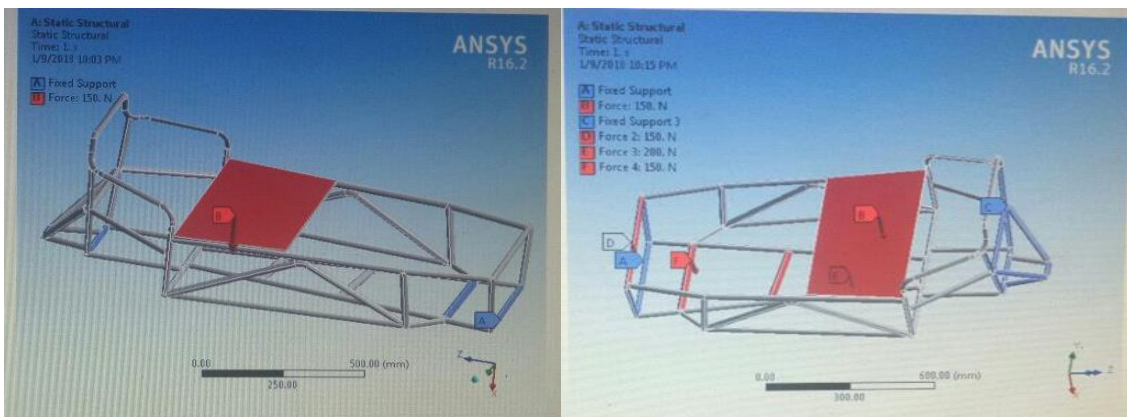 A: Static Structural
Static Structural
Time: 1. s
1/9/2018 10:03 PM
A Fixed Support
B Force: 150. N
ANSYS
R16.2
B
A
0.00 500.00 (mm)
250.00
Z
X
A: Static Structural
Static Structural
Time: 1. s
1/9/2018 10:15 PM
A Fixed Support
B Force: 150. N
C Fixed Support 3
D Force 2: 150. N
E Force 3: 200. N
F Force 4: 150. N
ANSYS
R16.2
B
C
D
A
F
E
0.00 600.00 (mm)
300.00
Y
Z
X